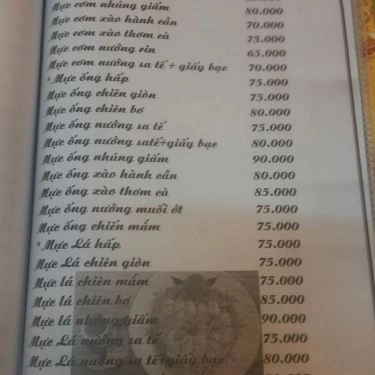 Mực cơm nhúng giấm 80.000
Mực cơm xào hành cần 70.000
Mực cơm xào thơm cà 75.000
Mực cơm nướng rin 65.000
Mực cơm nướng sa tế + giấy bạc 70.000
* Mực ống hấp 75.000
Mực ống chiên giòn 75.000
Mực ống chiên bơ 80.000
Mực ống nướng sa tế 75.000
Mực ống nướng satế+giấy bạc 80.000
Mực ống nhúng giấm 90.000
Mực ống xào hành cần 80.000
Mực ống xào thơm cà 85.000
Mực ống nướng muối ớt 75.000
Mực ống chiến mắm 75.000
* Mực Lá hấp 75.000
Mực Lá chiên giòn 75.000
Mực lá chiên mắm 75.000
Mực lá chiên bơ 85.000
Mực lá nhúng giấm 90.000
Mực Lá nướng sa tế 75.000
Mực Lá nướng sa tế+giấy bạc 80.000